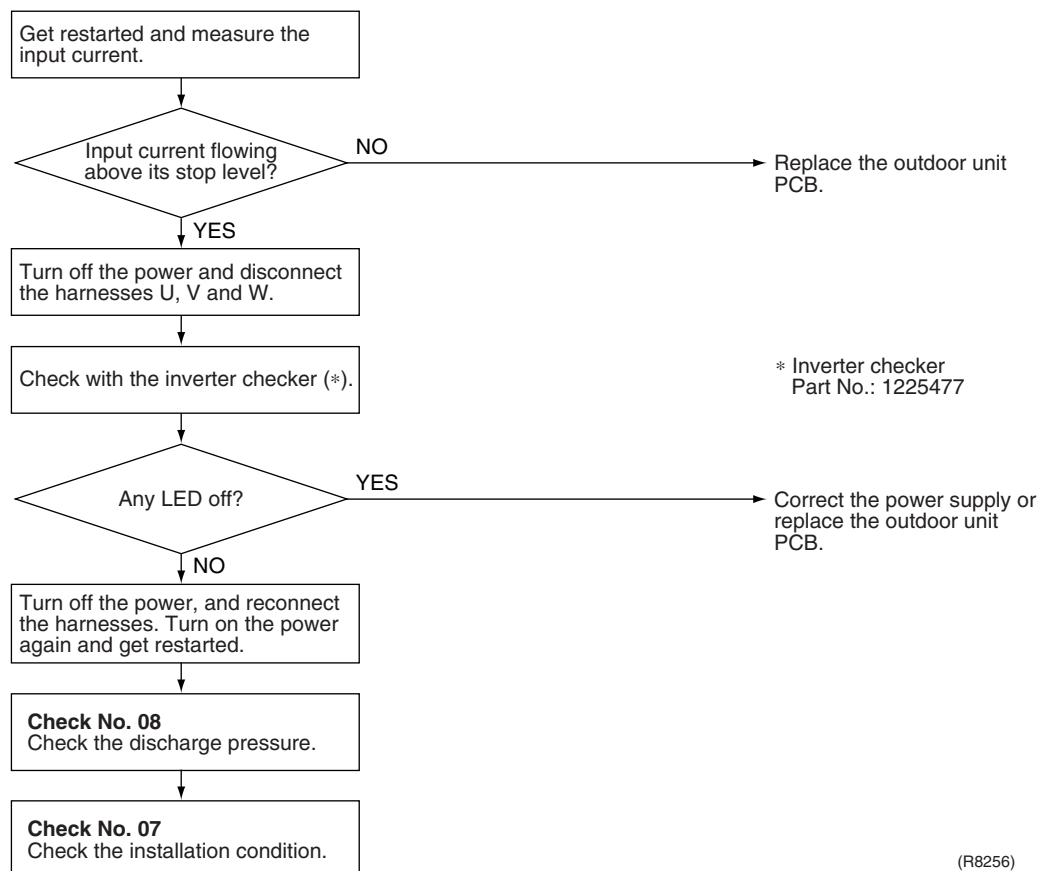 Get restarted and measure the
input current.
Input current flowing
above its stop level?
NO
Replace the outdoor unit
PCB.
YES
Turn off the power and disconnect
the harnesses U, V and W.
Check with the inverter checker (*).
* Inverter checker
Part No.: 1225477
Any LED off?
YES
Correct the power supply or
replace the outdoor unit
PCB.
NO
Turn off the power, and reconnect
the harnesses. Turn on the power
again and get restarted.
Check No. 08
Check the discharge pressure.
Check No. 07
Check the installation condition.
(R8256)